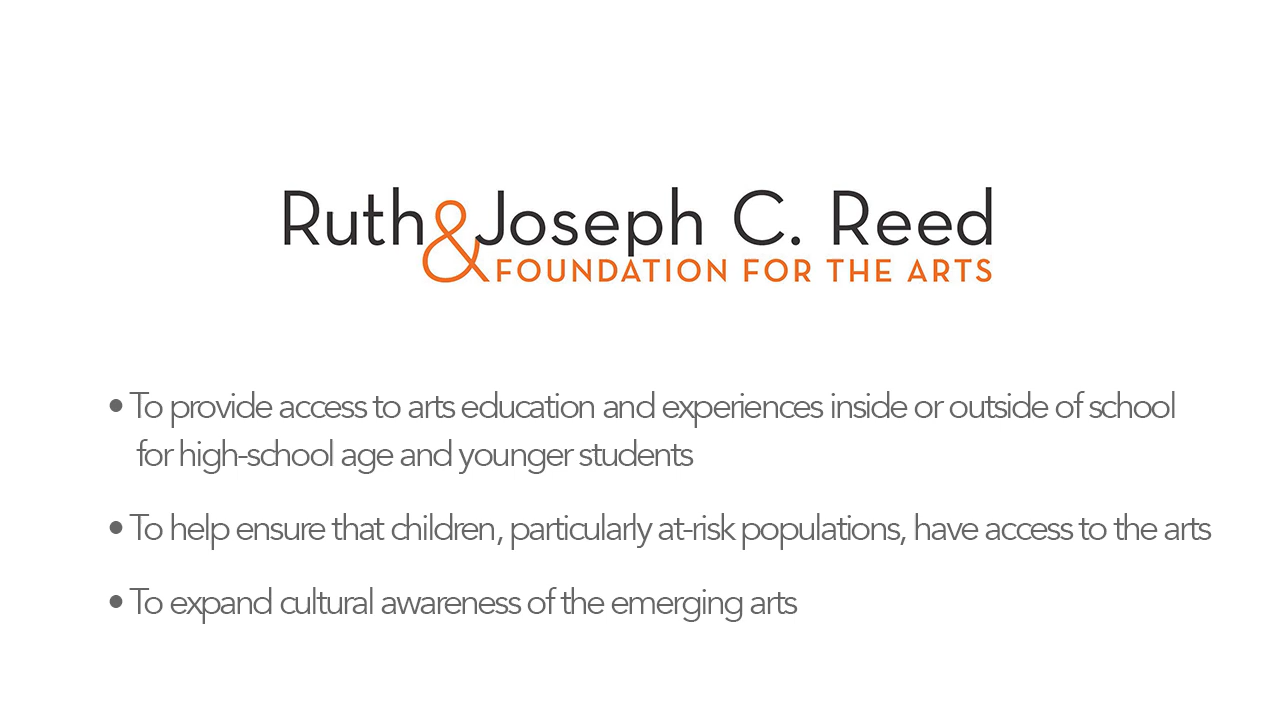 Ruth & Joseph C. Reed
FOUNDATION FOR THE ARTS
• To provide access to arts education and experiences inside or outside of school
for high-school age and younger students
• To help ensure that children, particularly at-risk populations, have access to the arts
• To expand cultural awareness of the emerging arts